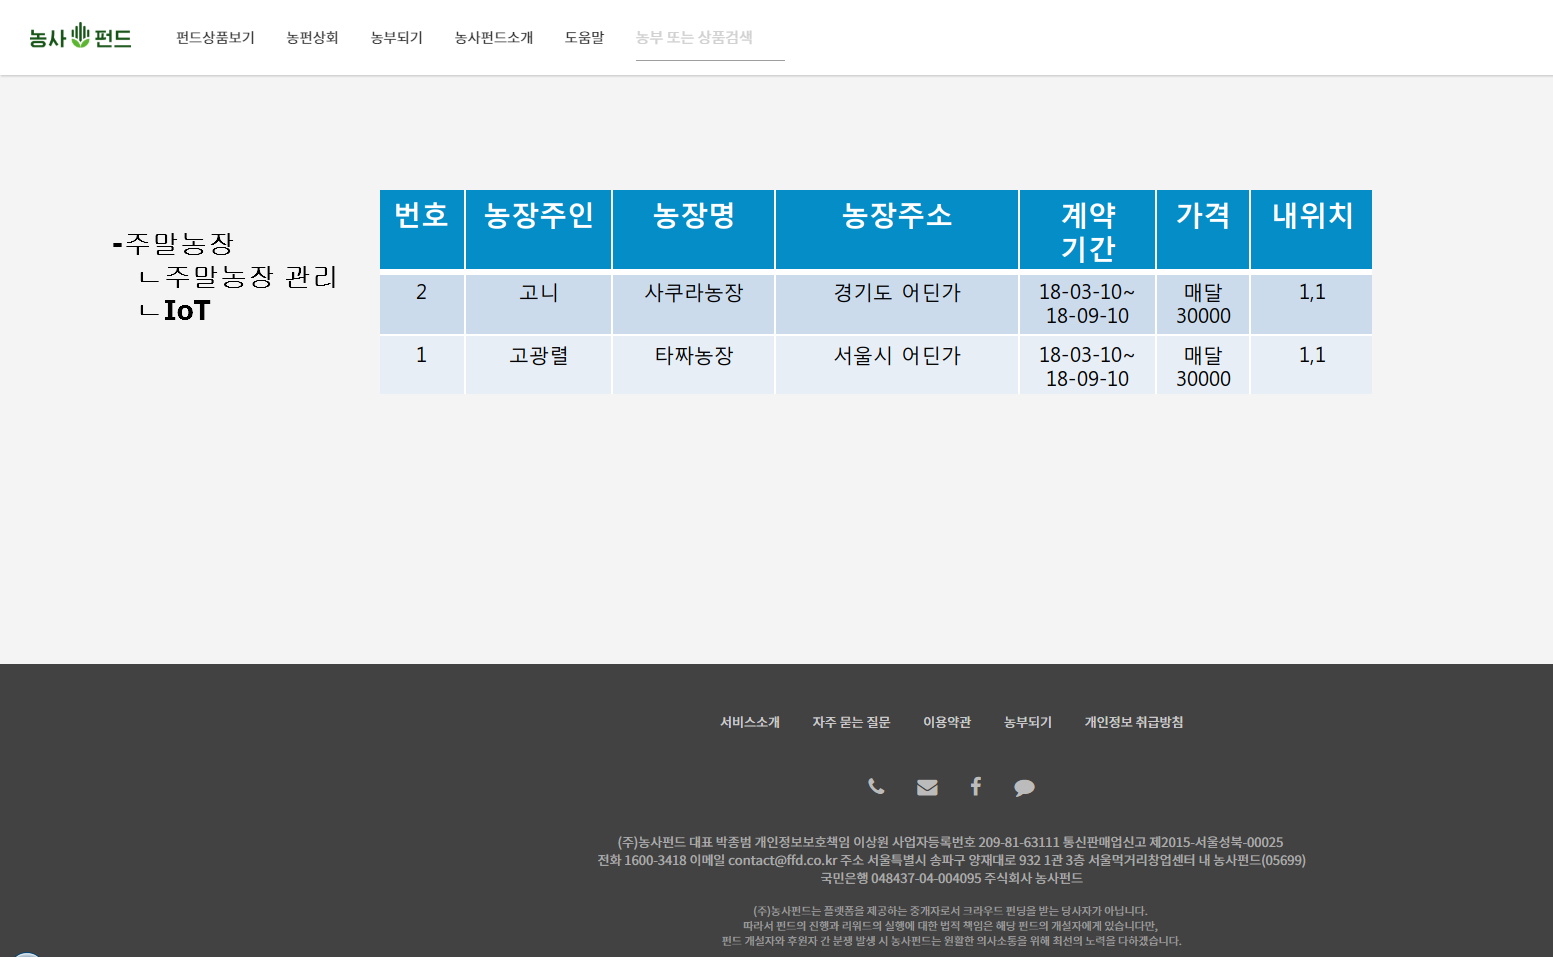 농사펀드
펀드상품보기 농펀상회 농부되기 농사펀드소개 도움말 농부 또는 상품검색
-주말농장
ㄴ주말농장 관리
ㄴIoT
번호 농장주인 농장명 농장주소 계약 기간 가격 내위치
2 고니 사쿠라농장 경기도 어딘가 18-03-10~ 18-09-10 매달 30000 1,1
1 고광렬 타짜농장 서울시 어딘가 18-03-10~ 18-09-10 매달 30000 1,1
서비스소개 자주 묻는 질문 이용약관 농부되기 개인정보 취급방침
(주)농사펀드 대표 박종범 개인정보보호책임 이상원 사업자등록번호 209-81-63111 통신판매업신고 제2015-서울성북-00025
전화 1600-3418 이메일 contact@ffd.co.kr 주소 서울특별시 송파구 양재대로 932 1관 3층 서울먹거리창업센터 내 농사펀드(05699)
국민은행 048437-04-004095 주식회사 농사펀드
(주)농사펀드는 플랫폼을 제공하는 중개자로서 크라우드 펀딩을 받는 당사자가 아닙니다.
따라서 펀드의 진행과 리워드의 실행에 대한 법적 책임은 해당 펀드의 개설자에게 있습니다만,
펀드 개설자와 후원자 간 분쟁 발생 시 농사펀드는 원활한 의사소통을 위해 최선의 노력을 다하겠습니다.